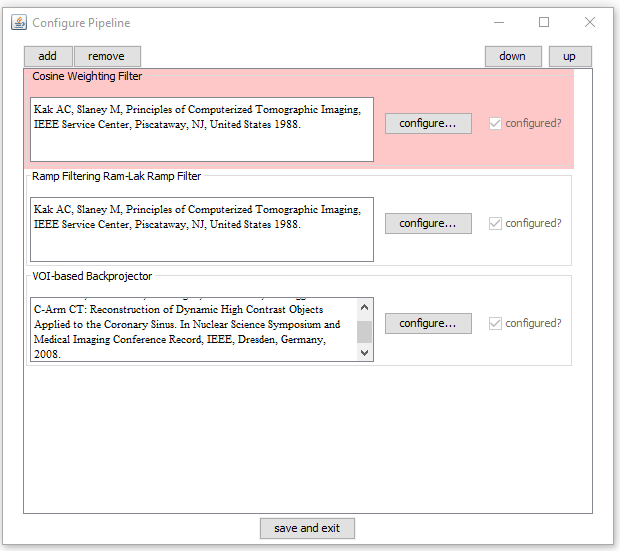 Configure Pipeline
add
remove
down
up
Cosine Weighting Filter
Kak AC, Slaney M, Principles of Computerized Tomographic Imaging,
IEEE Service Center, Piscataway, NJ, United States 1988.
configure...
configured?
Ramp Filtering Ram-Lak Ramp Filter
Kak AC, Slaney M, Principles of Computerized Tomographic Imaging,
IEEE Service Center, Piscataway, NJ, United States 1988.
configure...
configured?
VOI-based Backprojector
C-Arm CT: Reconstruction of Dynamic High Contrast Objects
Applied to the Coronary Sinus. In Nuclear Science Symposium and
Medical Imaging Conference Record, IEEE, Dresden, Germany,
2008.
configure...
configured?
save and exit